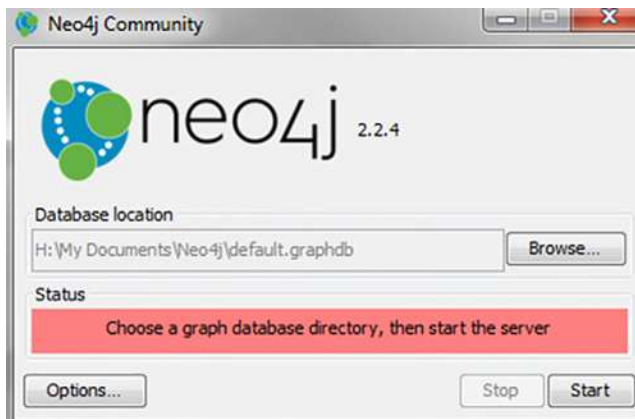 Neo4j Community
neo4j 2.2.4
Database location
H:\My Documents\Neo4j\default.graphdb
Browse...
Status
Choose a graph database directory, then start the server
Options...
Stop
Start